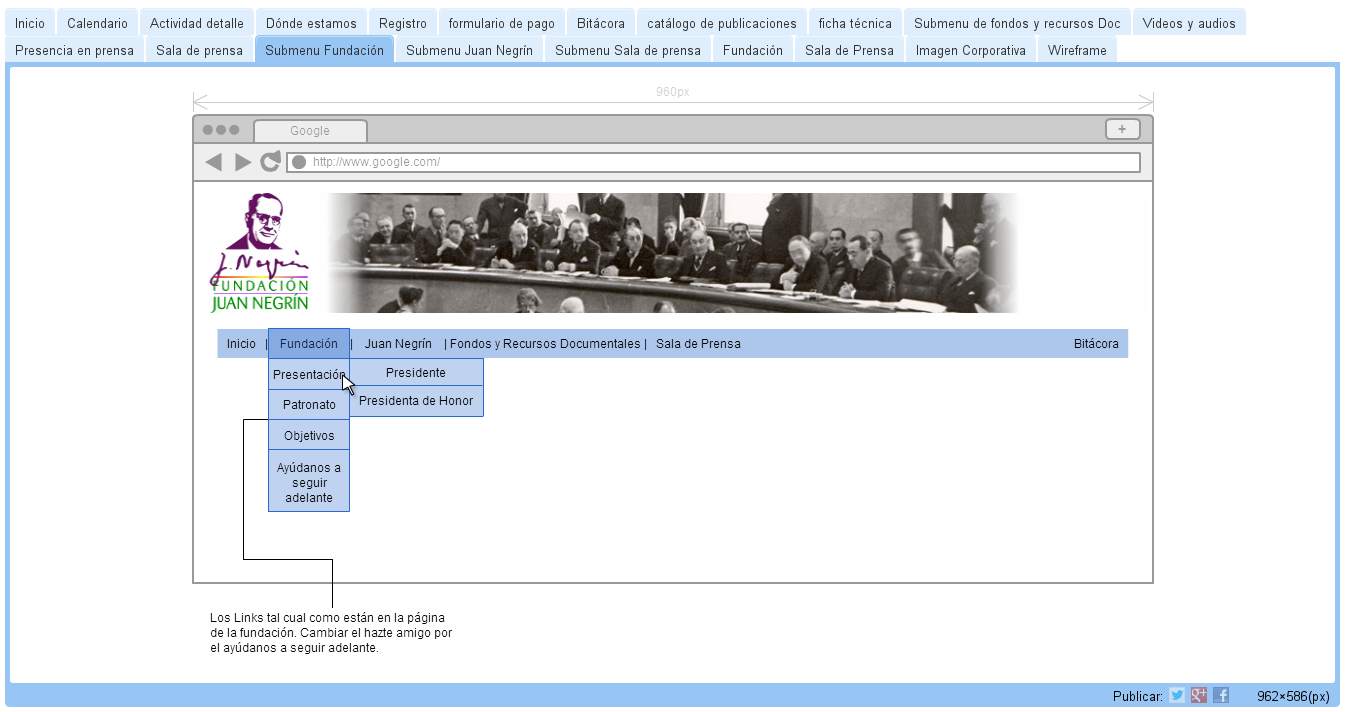 Inicio Calendario Actividad detalle Dónde estamos Registro formulario de pago Bitácora catálogo de publicaciones ficha técnica Submenu de fondos y recursos Doc Videos y audios
Presencia en prensa Sala de prensa Submenu Fundación Submenu Juan Negrín Submenu Sala de prensa Fundación Sala de Prensa Imagen Corporativa Wireframe
960px
Google +
http://www.google.com/
J. Negrín
FUNDACIÓN
JUAN NEGRÍN
Inicio | Fundación | Juan Negrín | Fondos y Recursos Documentales | Sala de Prensa Bitácora
Presentación Presidente
Patronato Presidenta de Honor
Objetivos
Ayúdanos a
seguir
adelante
Los Links tal cual como están en la página
de la fundación. Cambiar el hazte amigo por
el ayúdanos a seguir adelante.
Publicar: 962×586(px)